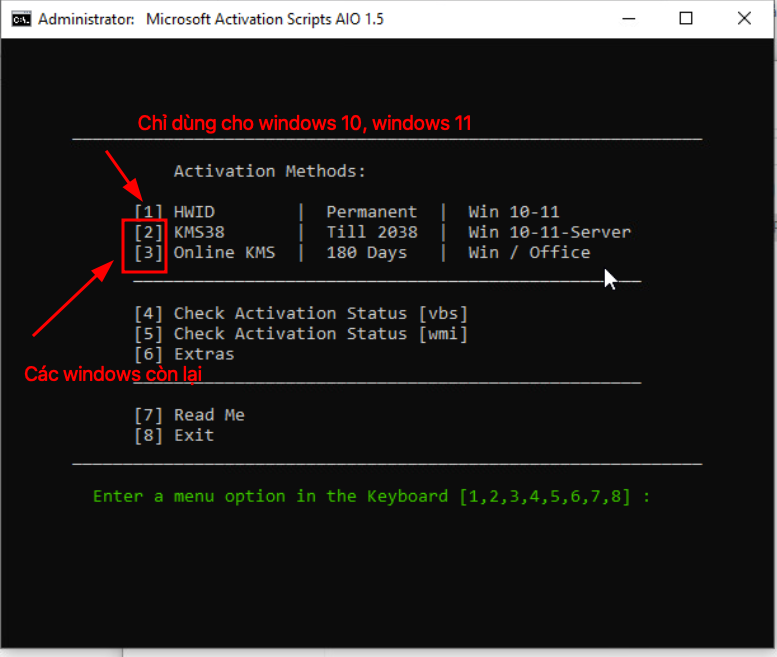 Administrator: Microsoft Activation Scripts AIO 1.5
Chỉ dùng cho windows 10, windows 11
Activation Methods:
[1] HWID | Permanent | Win 10-11
[2] KMS38 | Till 2038 | Win 10-11-Server
[3] Online KMS | 180 Days | Win / Office
[4] Check Activation Status [vbs]
[5] Check Activation Status [wmi]
[6] Extras
Các windows còn lại
[7] Read Me
[8] Exit
Enter a menu option in the Keyboard [1,2,3,4,5,6,7,8] :